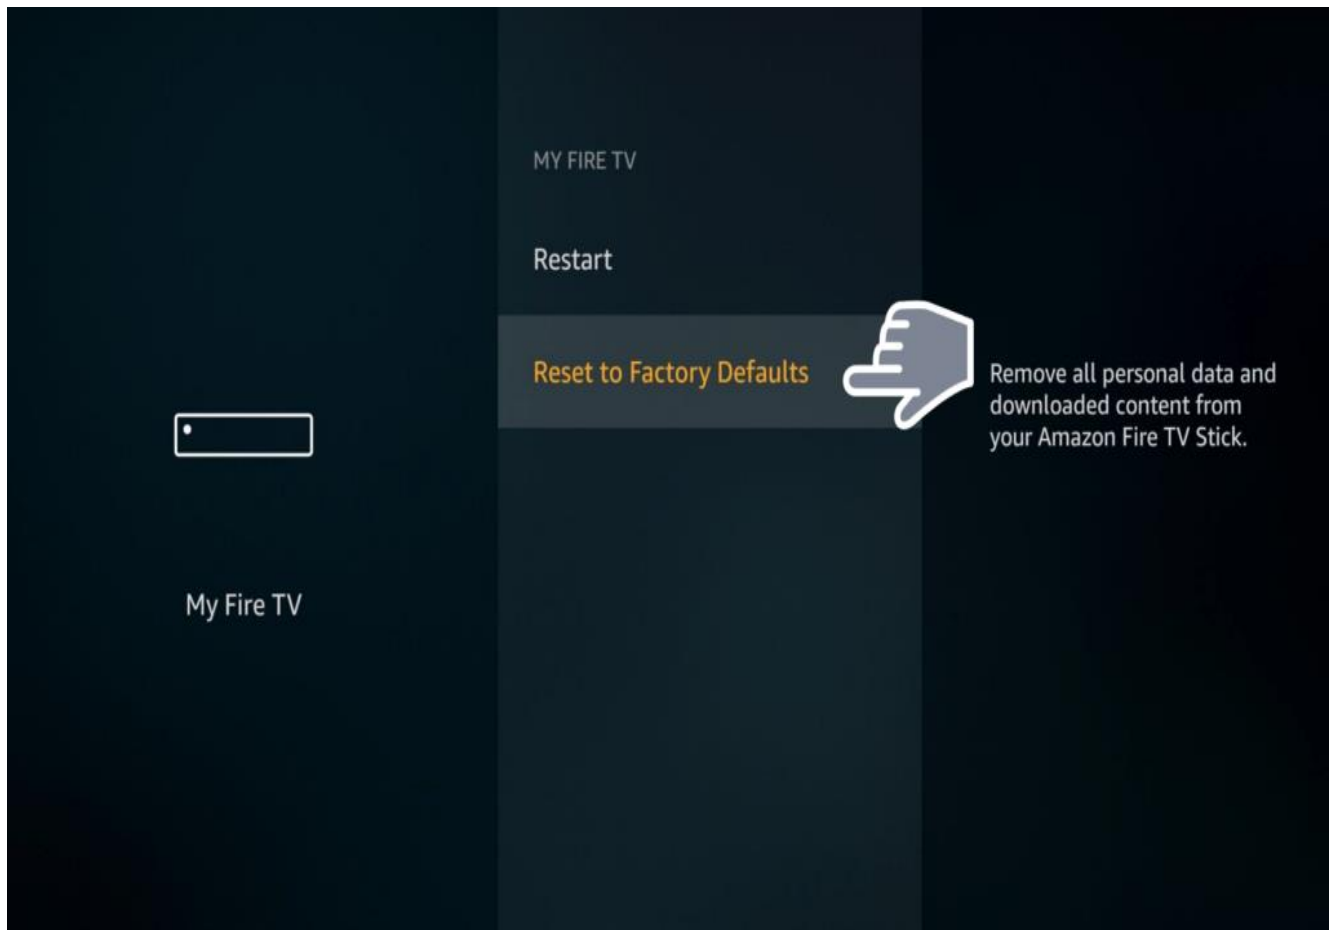 MY FIRE TV
Restart
Reset to Factory Defaults
Remove all personal data and
downloaded content from
your Amazon Fire TV Stick.
My Fire TV